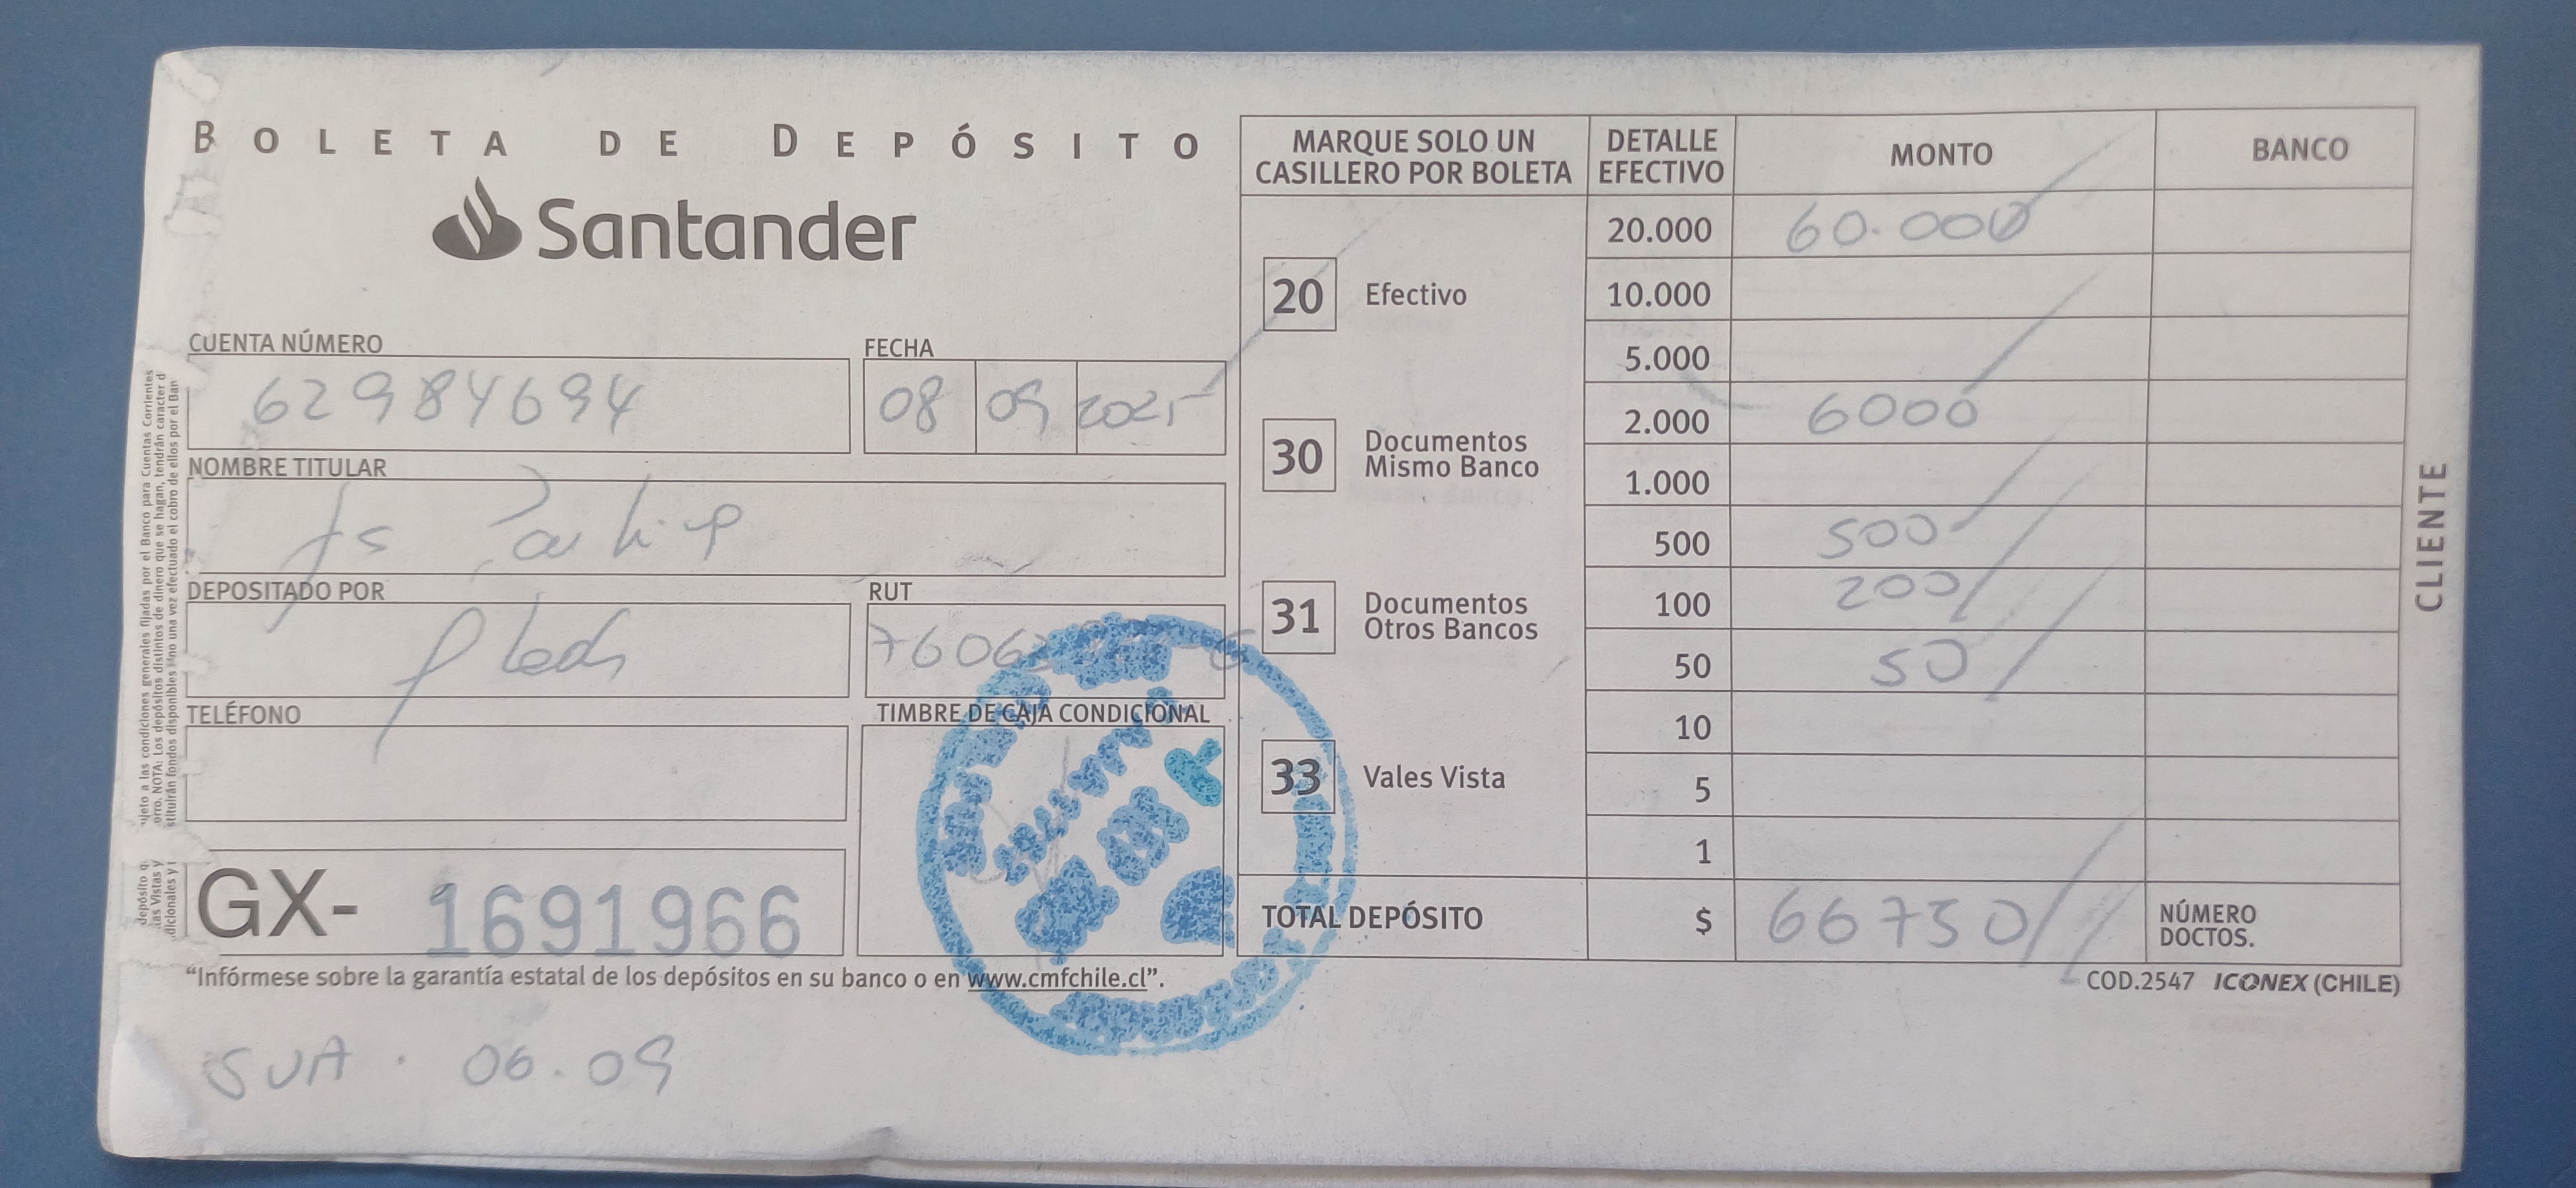 BOLETA DE DEPÓSITO
Santander
CUENTA NÚMERO
62984694
FECHA
08 09 2025
NOMBRE TITULAR
DEPOSITADO POR
RUT
TELÉFONO
TIMBRE DE CAJA CONDICIONAL
GX- 1691966
"Infórmese sobre la garantía estatal de los depósitos en su banco o en www.cmfchile.cl".
SVA . 06.09
MARQUE SOLO UN
CASILLERO POR BOLETA
20 Efectivo
30 Documentos
Mismo Banco
31 Documentos
Otros Bancos
33 Vales Vista
DETALLE
EFECTIVO MONTO BANCO
20.000 60.000
10.000
5.000
2.000 6000
1.000
500 500
100 200
50 50
10
5
1
TOTAL DEPÓSITO $ 66750
NÚMERO
DOCTOS.
COD.2547 ICONEX (CHILE)
CLIENTE